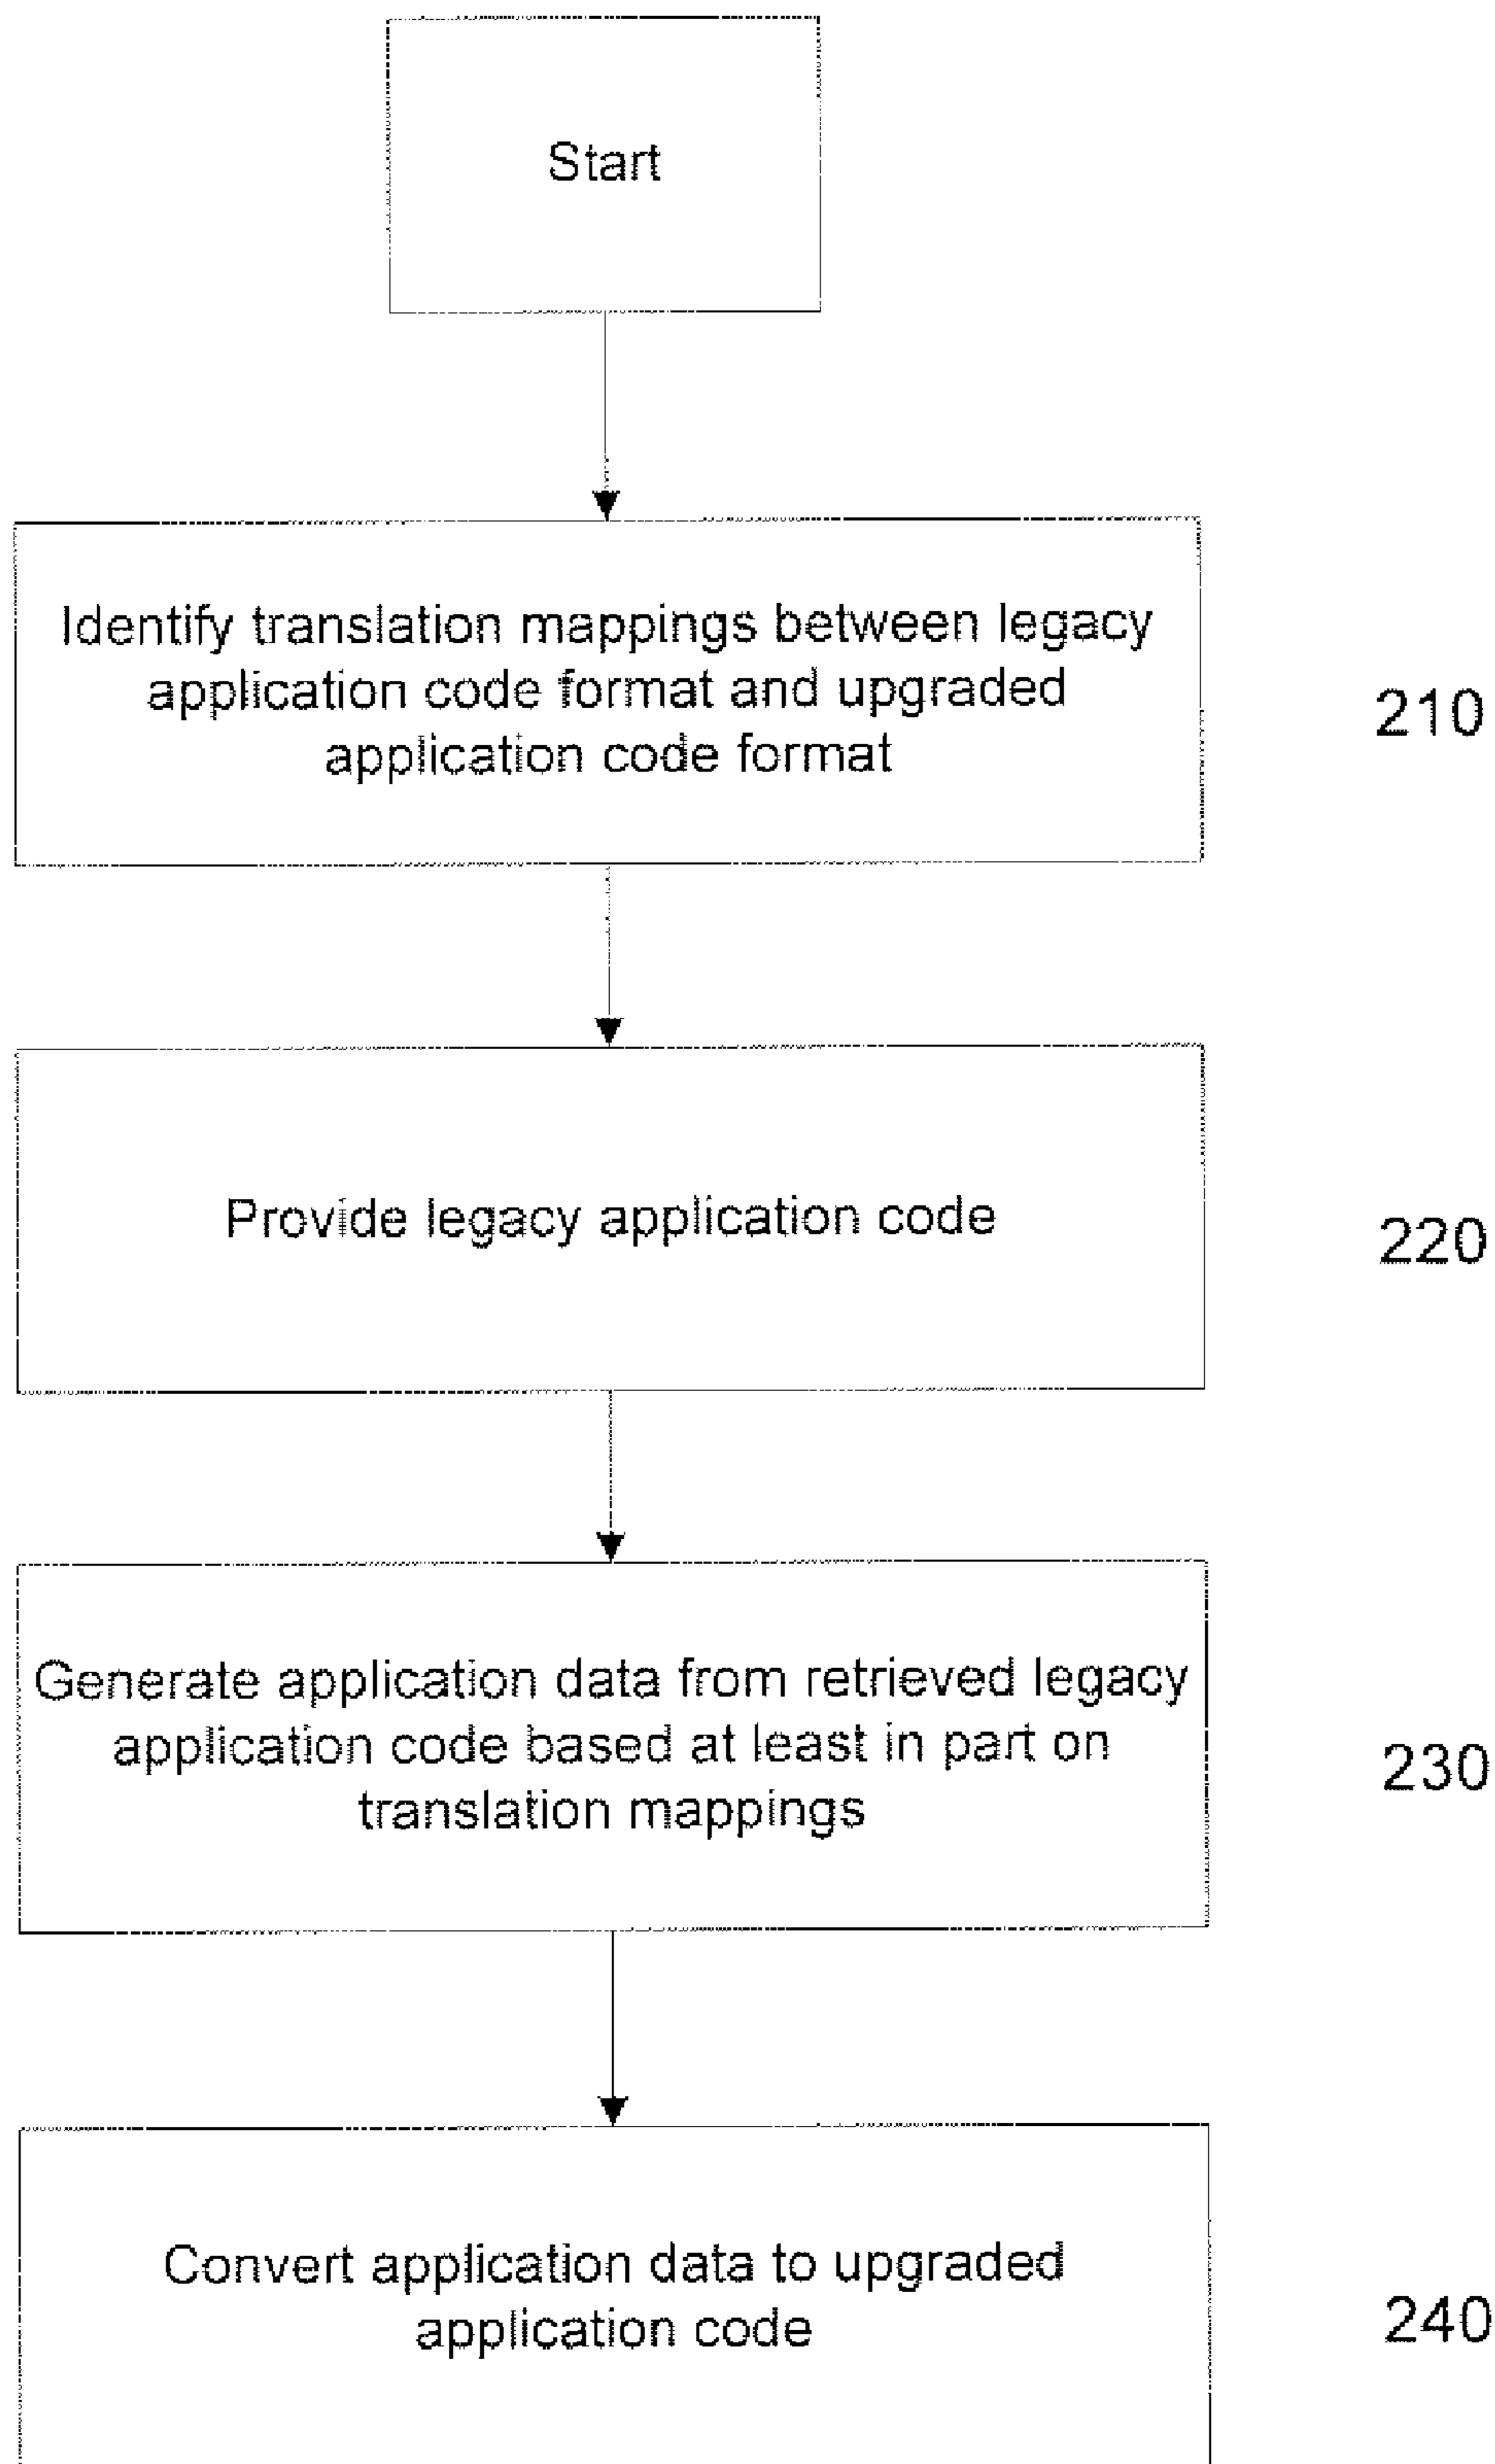 Start
Identify translation mappings between legacy
application code format and upgraded
application code format
210
Provide legacy application code
220
Generate application data from retrieved legacy
application code based at least in part on
translation mappings
230
Convert application data to upgraded
application code
240